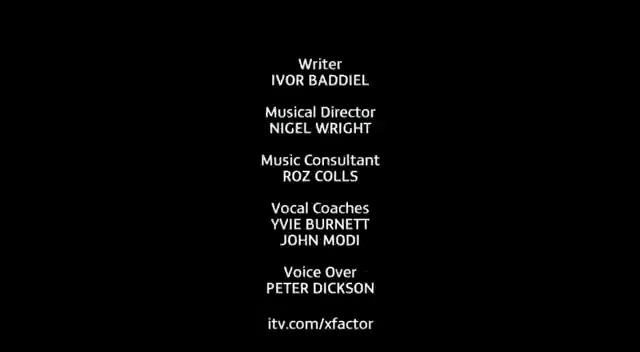 Writer
IVOR BADDIEL
Musical Director
NIGEL WRIGHT
Music Consultant
ROZ COLLS
Vocal Coaches
YVIE BURNETT
JOHN MODI
Voice Over
PETER DICKSON
itv.com/xfactor